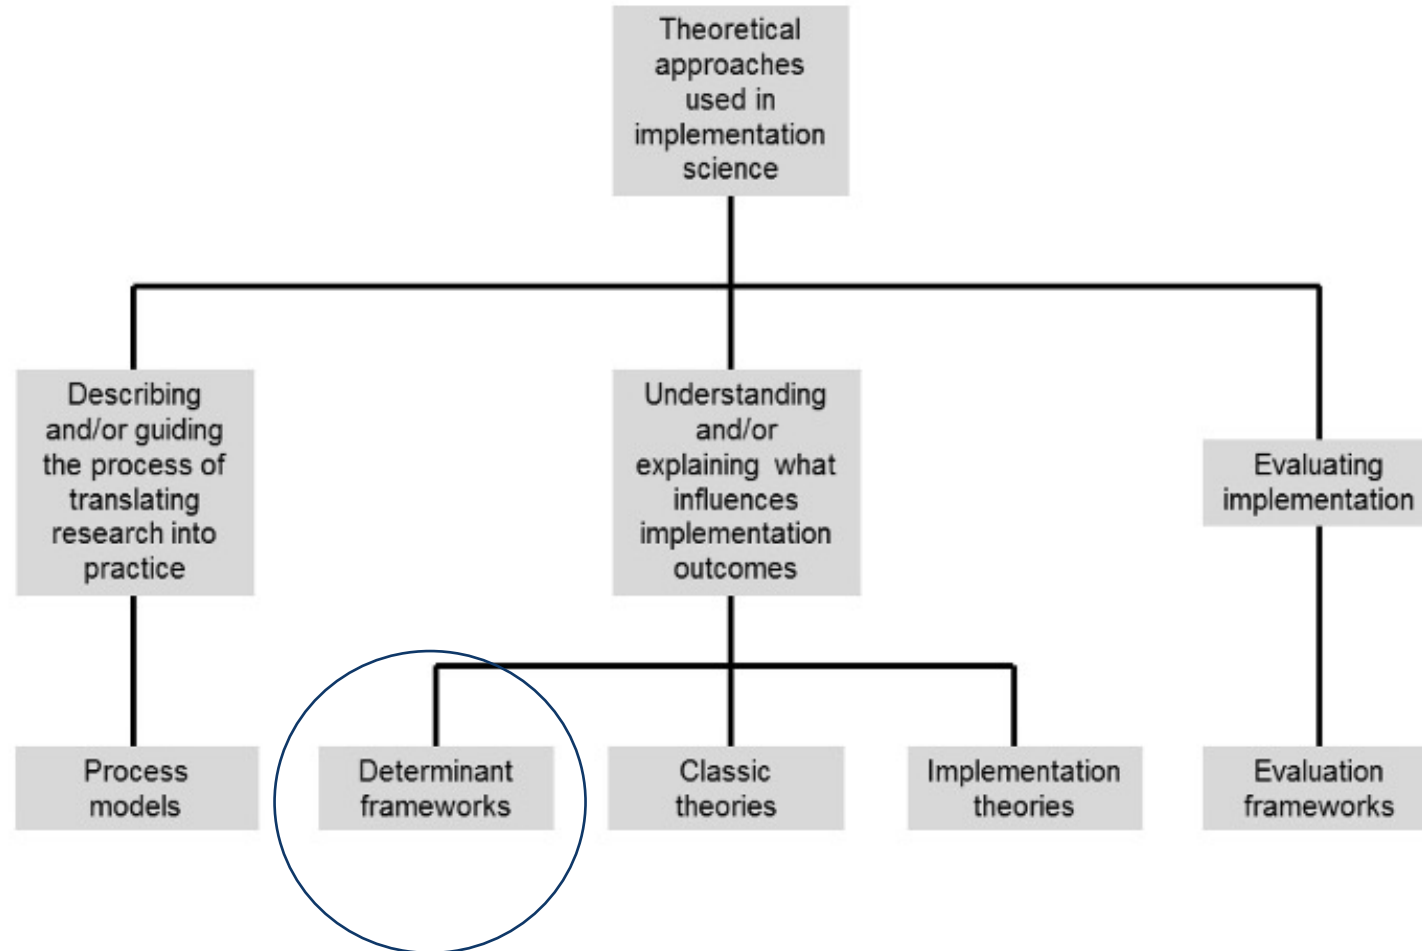 Theoretical
approaches
used in
implementation
science
Describing
and/or guiding
the process of
translating
research into
practice
Understanding
and/or
explaining what
influences
implementation
outcomes
Evaluating
implementation
Process
models
Determinant
frameworks
Classic
theories
Implementation
theories
Evaluation
frameworks